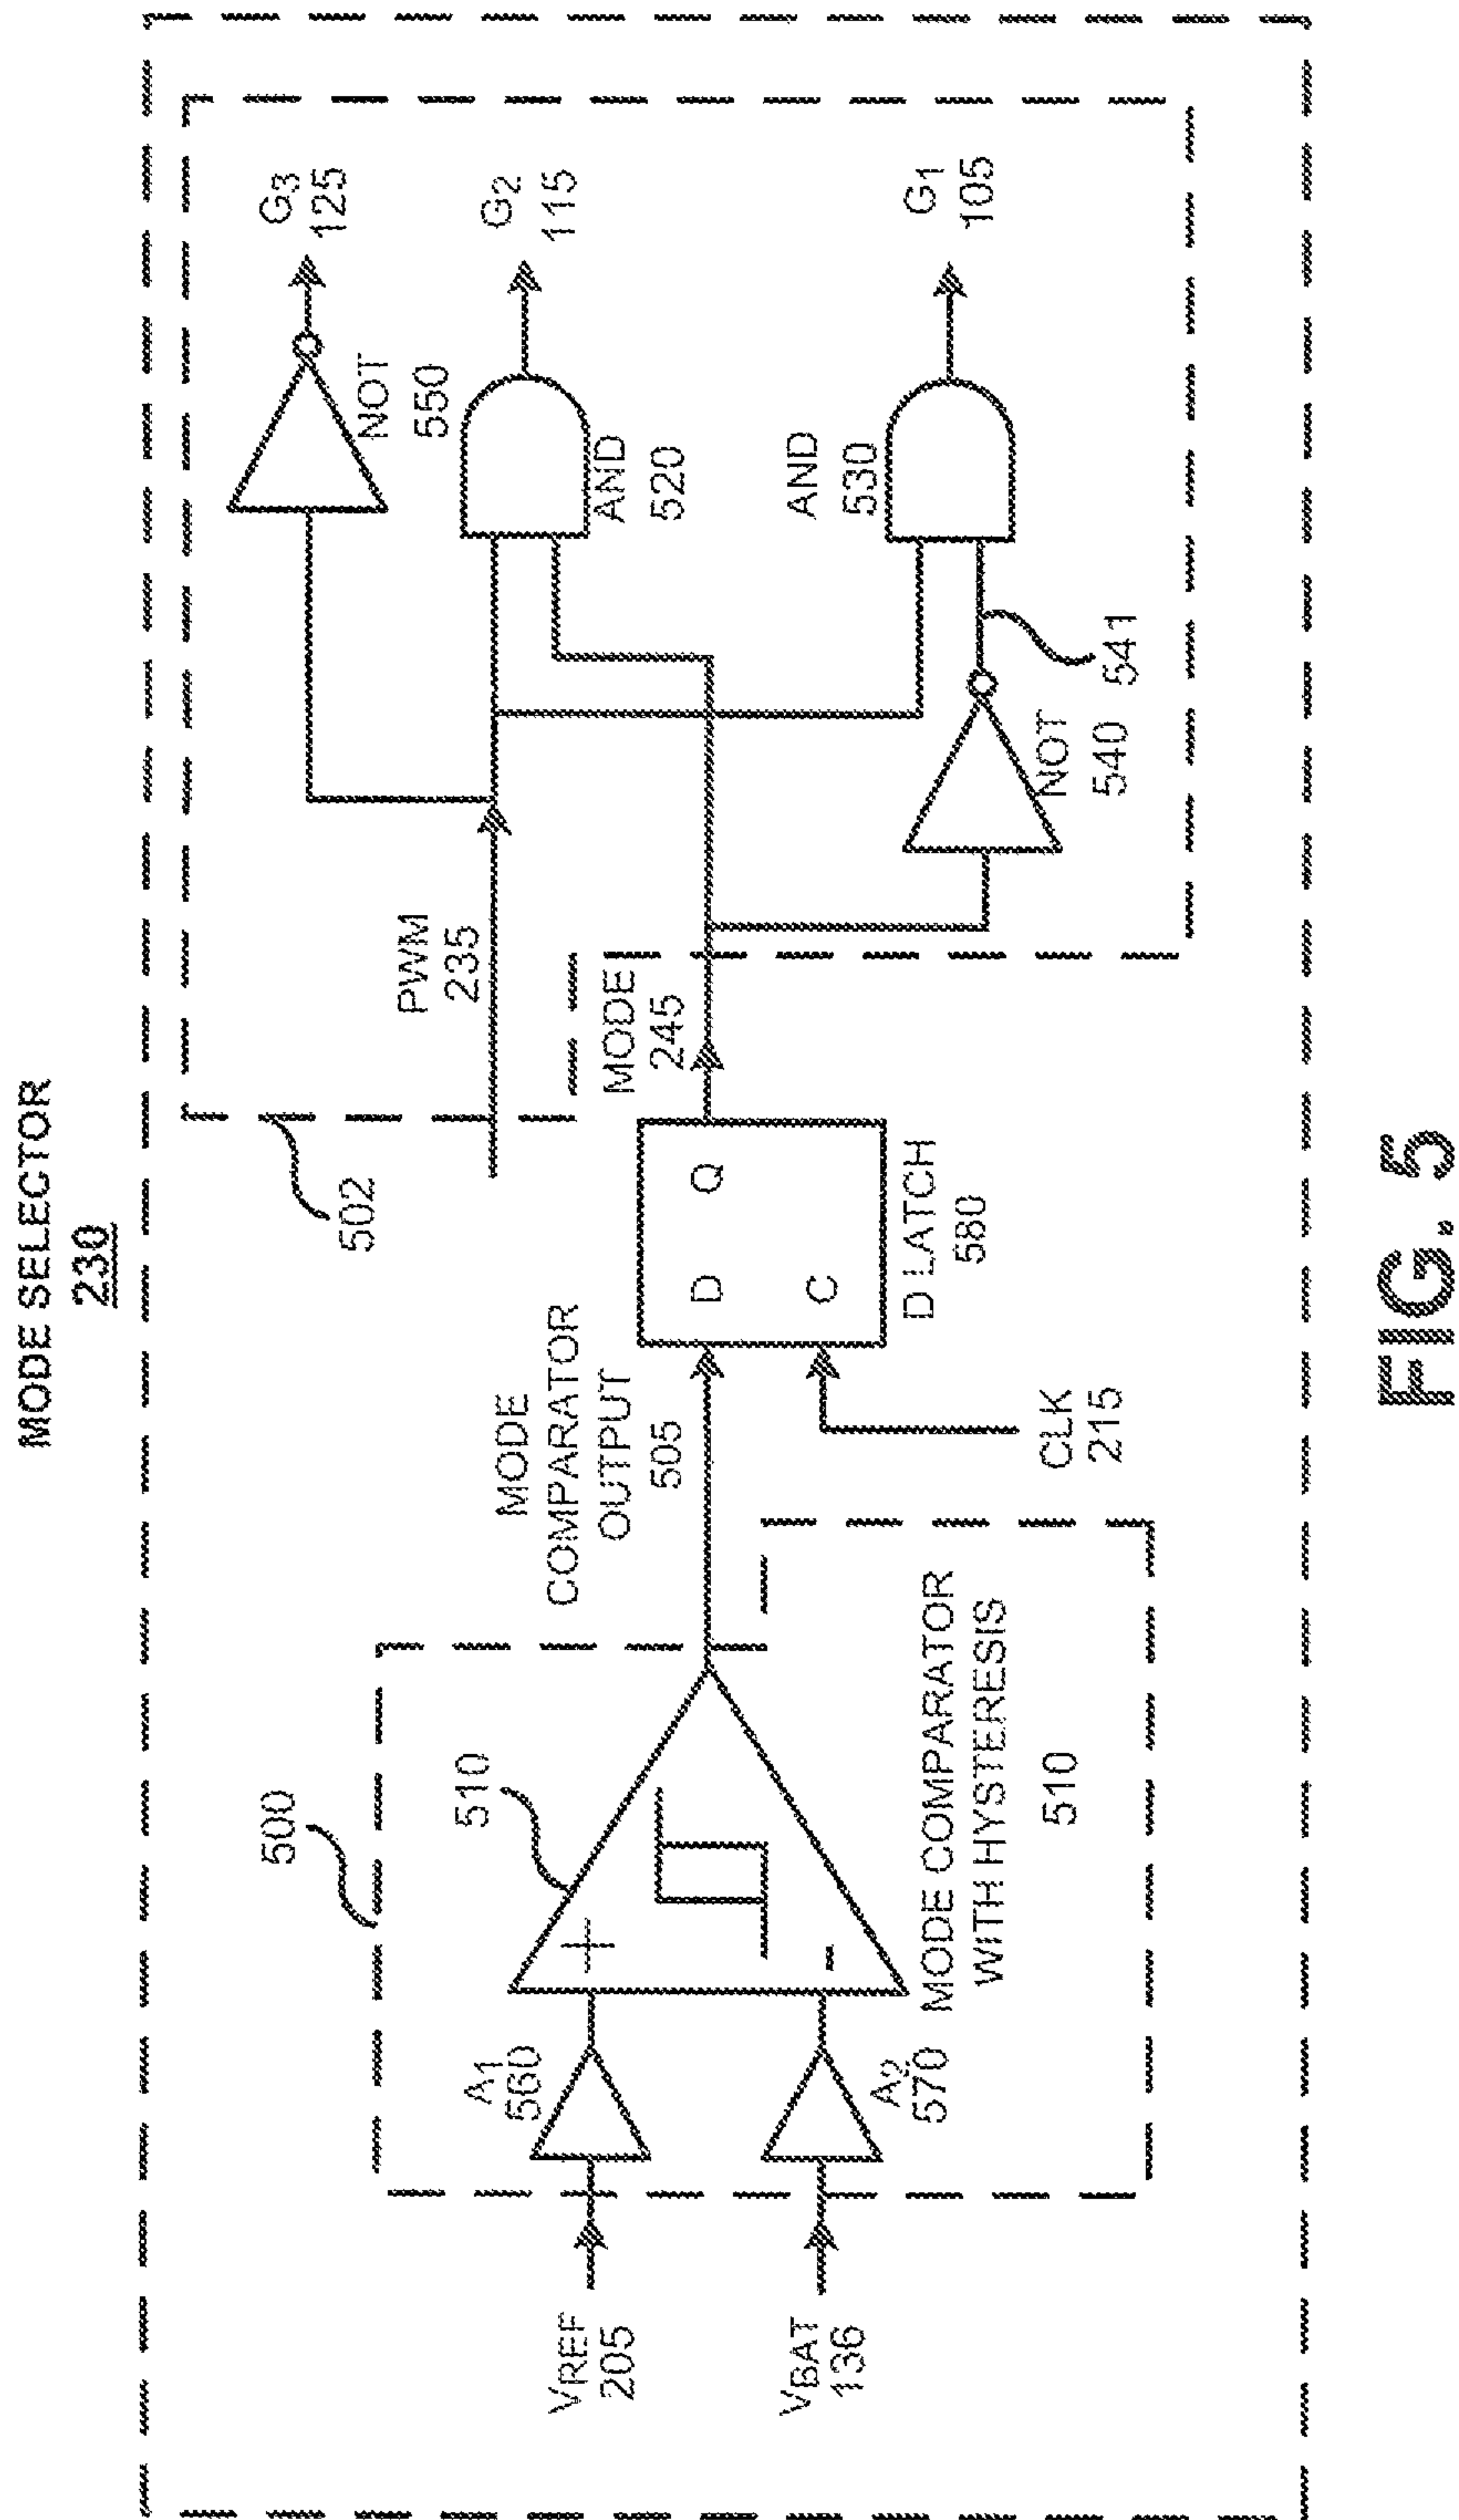 MODE SELECTOR
230
500
VREF
205
VBAT
136
A1
560
A2
570
510
+
-
MODE COMPARATOR
WITH HYSTERESIS
510
MODE
COMPARATOR
OUTPUT
505
CLK
215
D Q
C
D LATCH
580
502
MODE
245
PWM
235
NOT
540
541
NOT
550
AND
520
AND
530
G3
125
G2
115
G1
105
FIG. 5